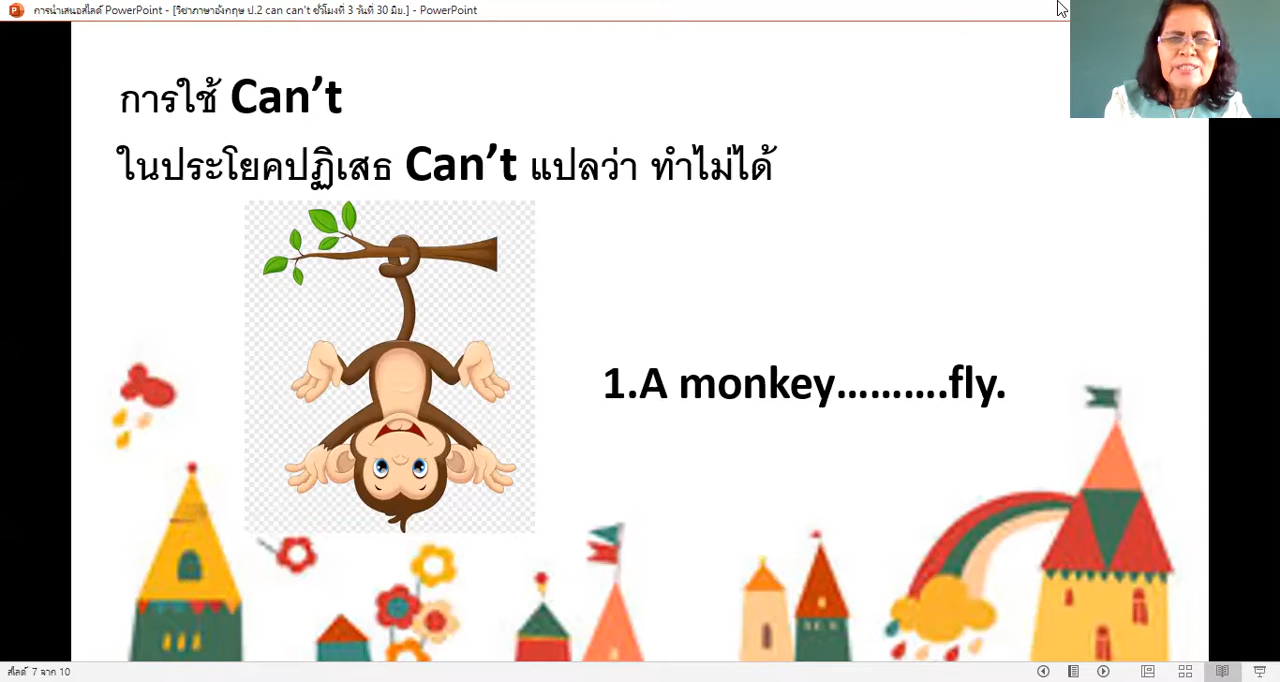 การนำเสนอสไลด์ PowerPoint - [วิชาภาษาอังกฤษ ป.2 can can't ชั่วโมงที่ 3 วันที่ 30 มิย.] - PowerPoint
การใช้ Can’t
ในประโยคปฏิเสธ Can’t แปลว่า ทำไม่ได้
1.A monkey……….fly.
สไลด์ 7 จาก 10